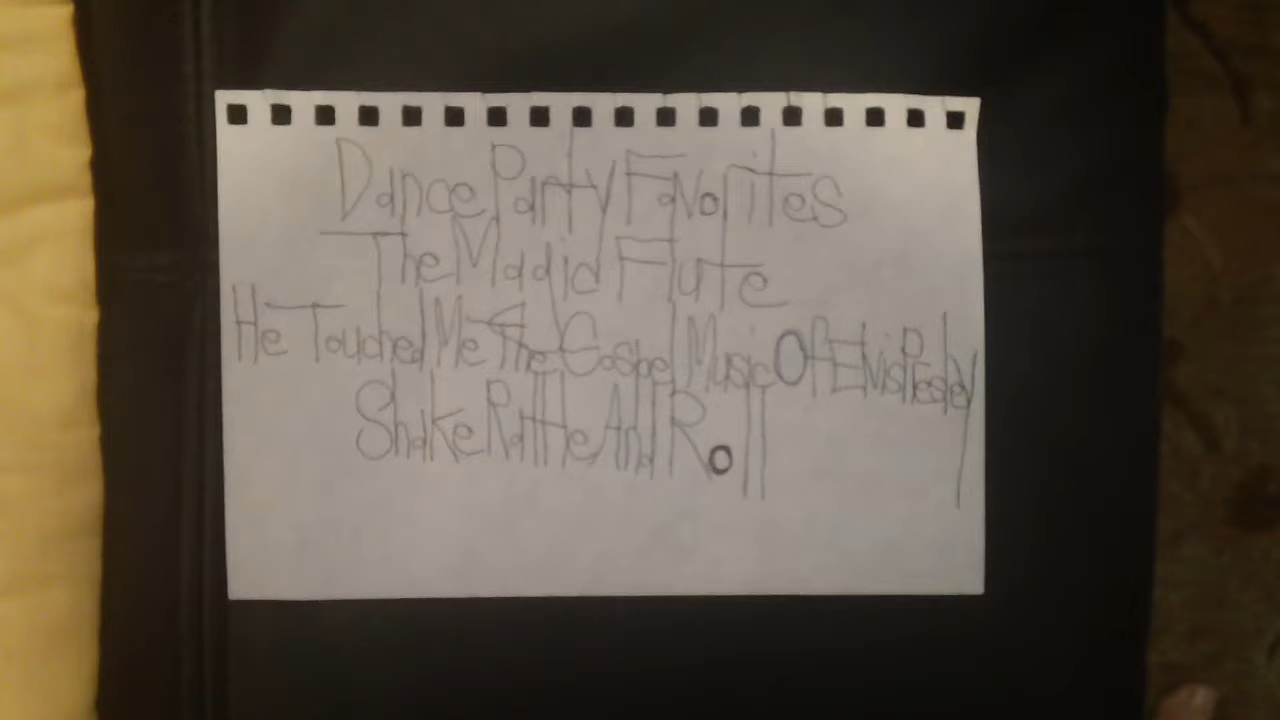 Dance Party Favorites
The Magic Flute
He Touched Me The Gospel Music Of Elvis Presley
Shake Rattle And Roll